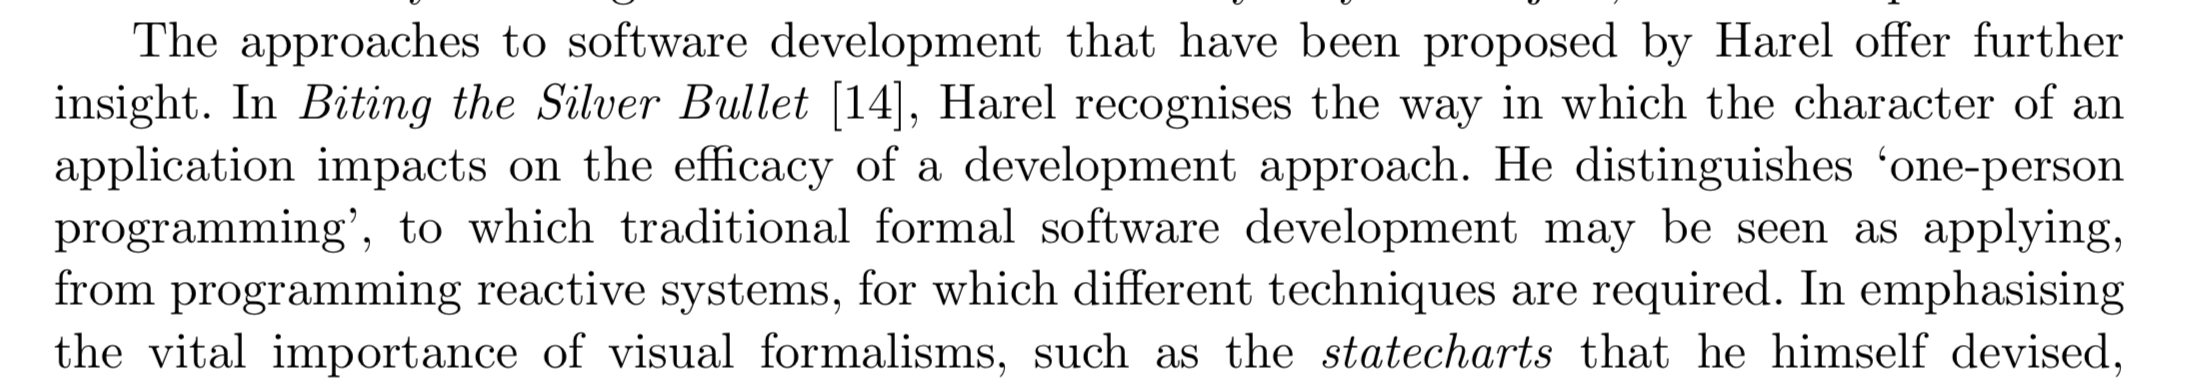 The approaches to software development that have been proposed by Harel offer further
insight. In Biting the Silver Bullet [14], Harel recognises the way in which the character of an
application impacts on the efficacy of a development approach. He distinguishes ‘one-person
programming’, to which traditional formal software development may be seen as applying,
from programming reactive systems, for which different techniques are required. In emphasising
the vital importance of visual formalisms, such as the statecharts that he himself devised,